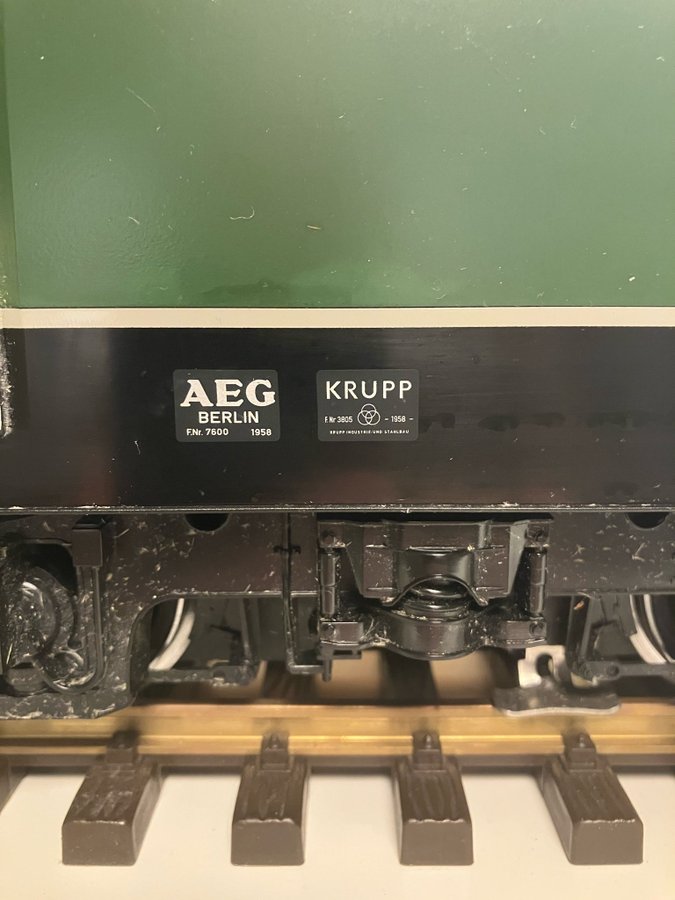 AEG
BERLIN
F.Nr. 7600 1958
KRUPP
F.Nr 3805 - 1958 -
KRUPP INDUSTRIE-UND STAHLBAU